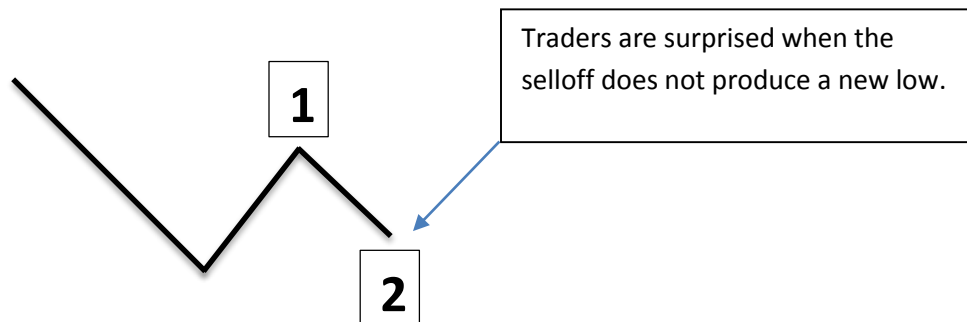 Traders are surprised when the
selloff does not produce a new low.
1
2